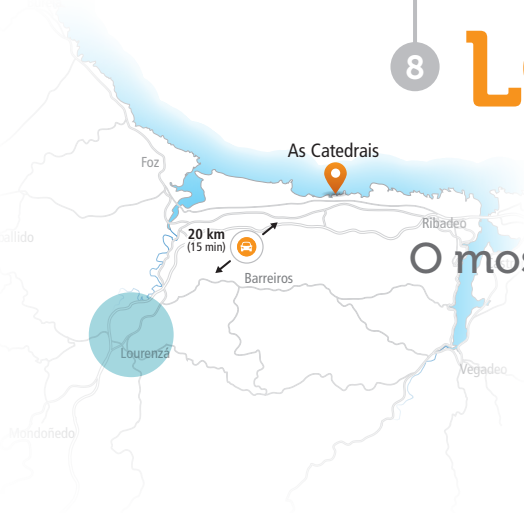 8
As Catedrais
Foz
Ribadeo
20 km
(15 min)
O mos
Barreiros
Lourenzá
Vegadeo
Mondoñedo